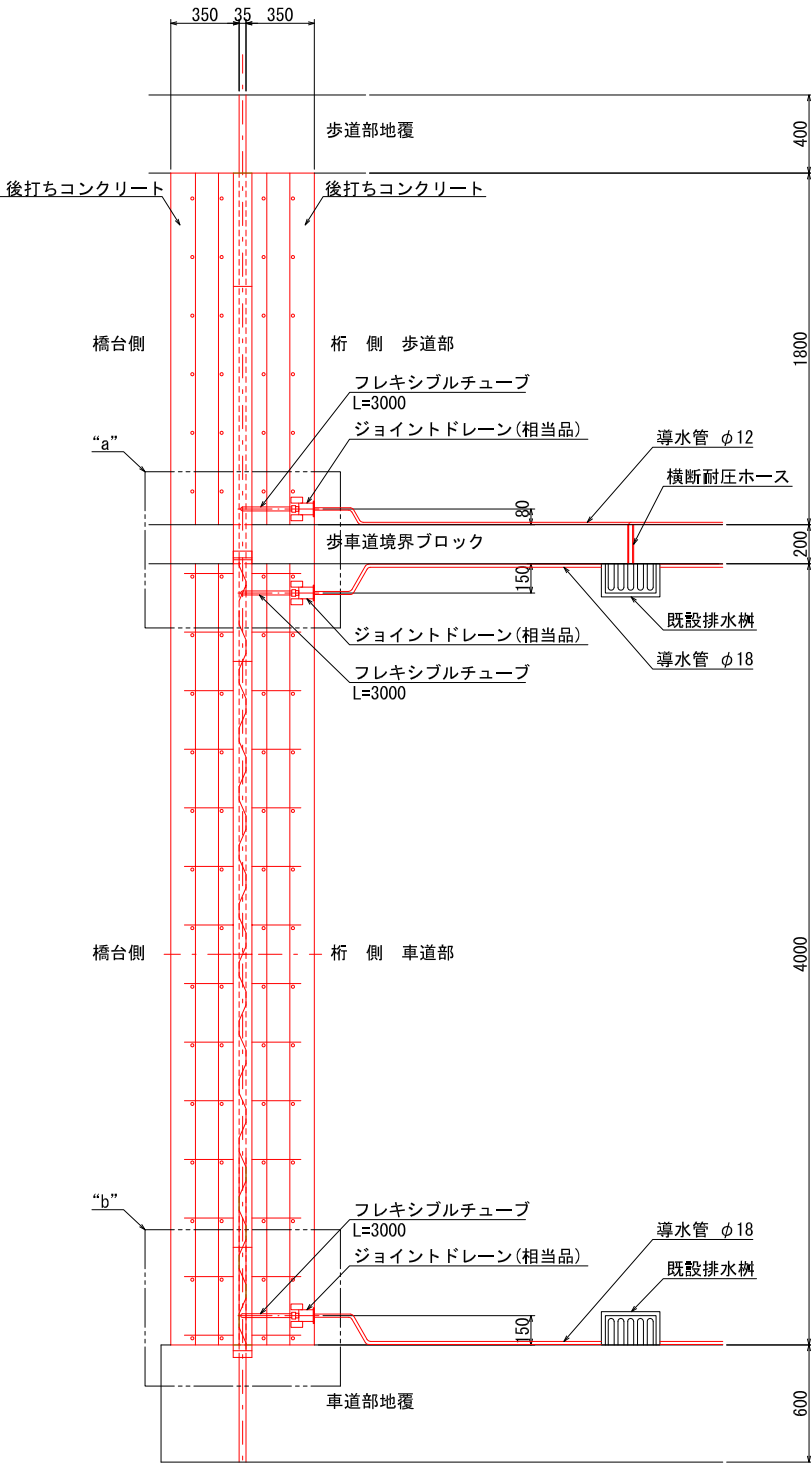 350 35 350
歩道部地覆
400
後打ちコンクリート
後打ちコンクリート
橋台側
桁 側 歩道部
1800
フレキシブルチューブ
L=3000
“a”
ジョイントドレーン(相当品)
導水管 φ12
横断耐圧ホース
80
歩車道境界ブロック
200
150
既設排水桝
ジョイントドレーン(相当品)
導水管 φ18
フレキシブルチューブ
L=3000
橋台側
桁 側 車道部
4000
“b”
フレキシブルチューブ
L=3000
導水管 φ18
ジョイントドレーン(相当品)
既設排水桝
150
車道部地覆
600